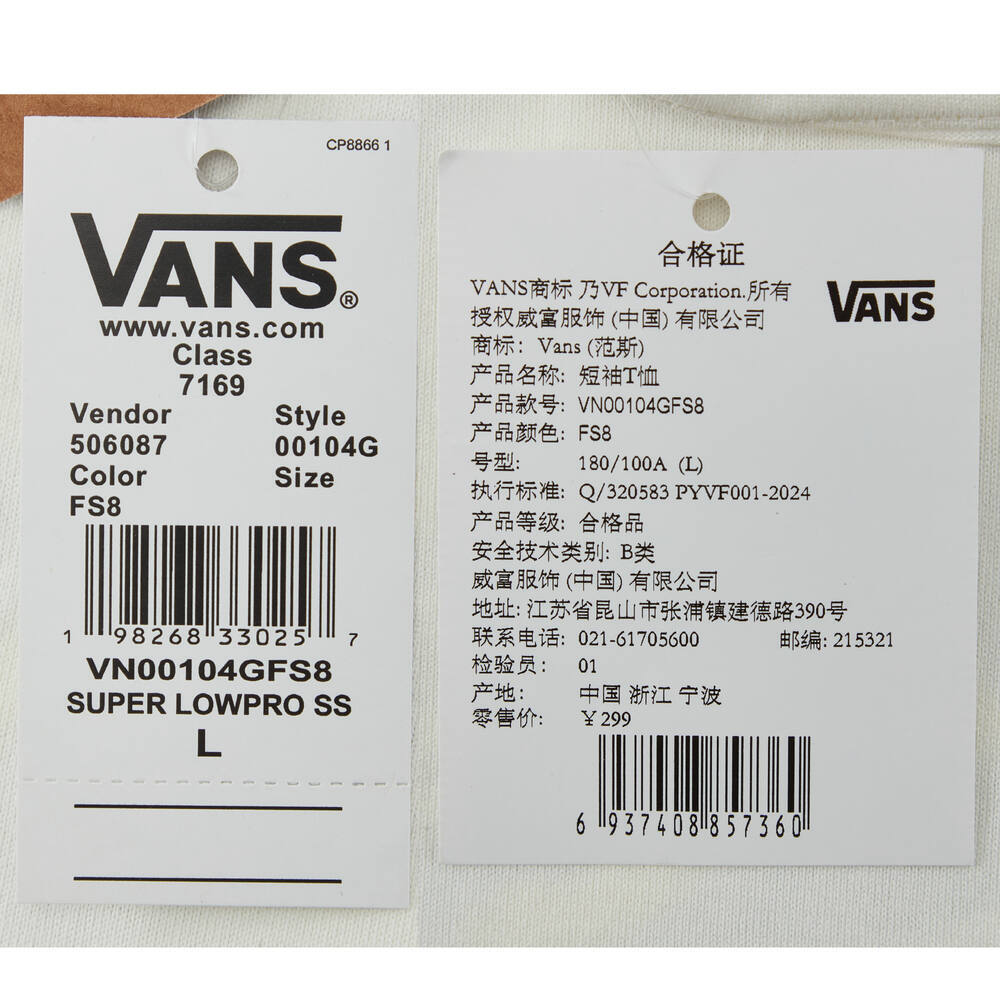 CP8866 1
VANS®
www.vans.com
Class
7169
Vendor Style
506087 00104G
Color Size
FS8
1 98268 33025 7
VN00104GFS8
SUPER LOWPRO SS
L
合格证
VANS商标 乃VF Corporation.所有
VANS
授权威富服饰 (中国) 有限公司
商标: Vans (范斯)
产品名称: 短袖T恤
产品款号: VN00104GFS8
产品颜色: FS8
号型: 180/100A (L)
执行标准: Q/320583 PYVF001-2024
产品等级: 合格品
安全技术类别: B类
威富服饰 (中国) 有限公司
地址: 江苏省昆山市张浦镇建德路390号
联系电话: 021-61705600 邮编: 215321
检验员: 01
产地: 中国 浙江 宁波
零售价: ￥299
6 937408 857360